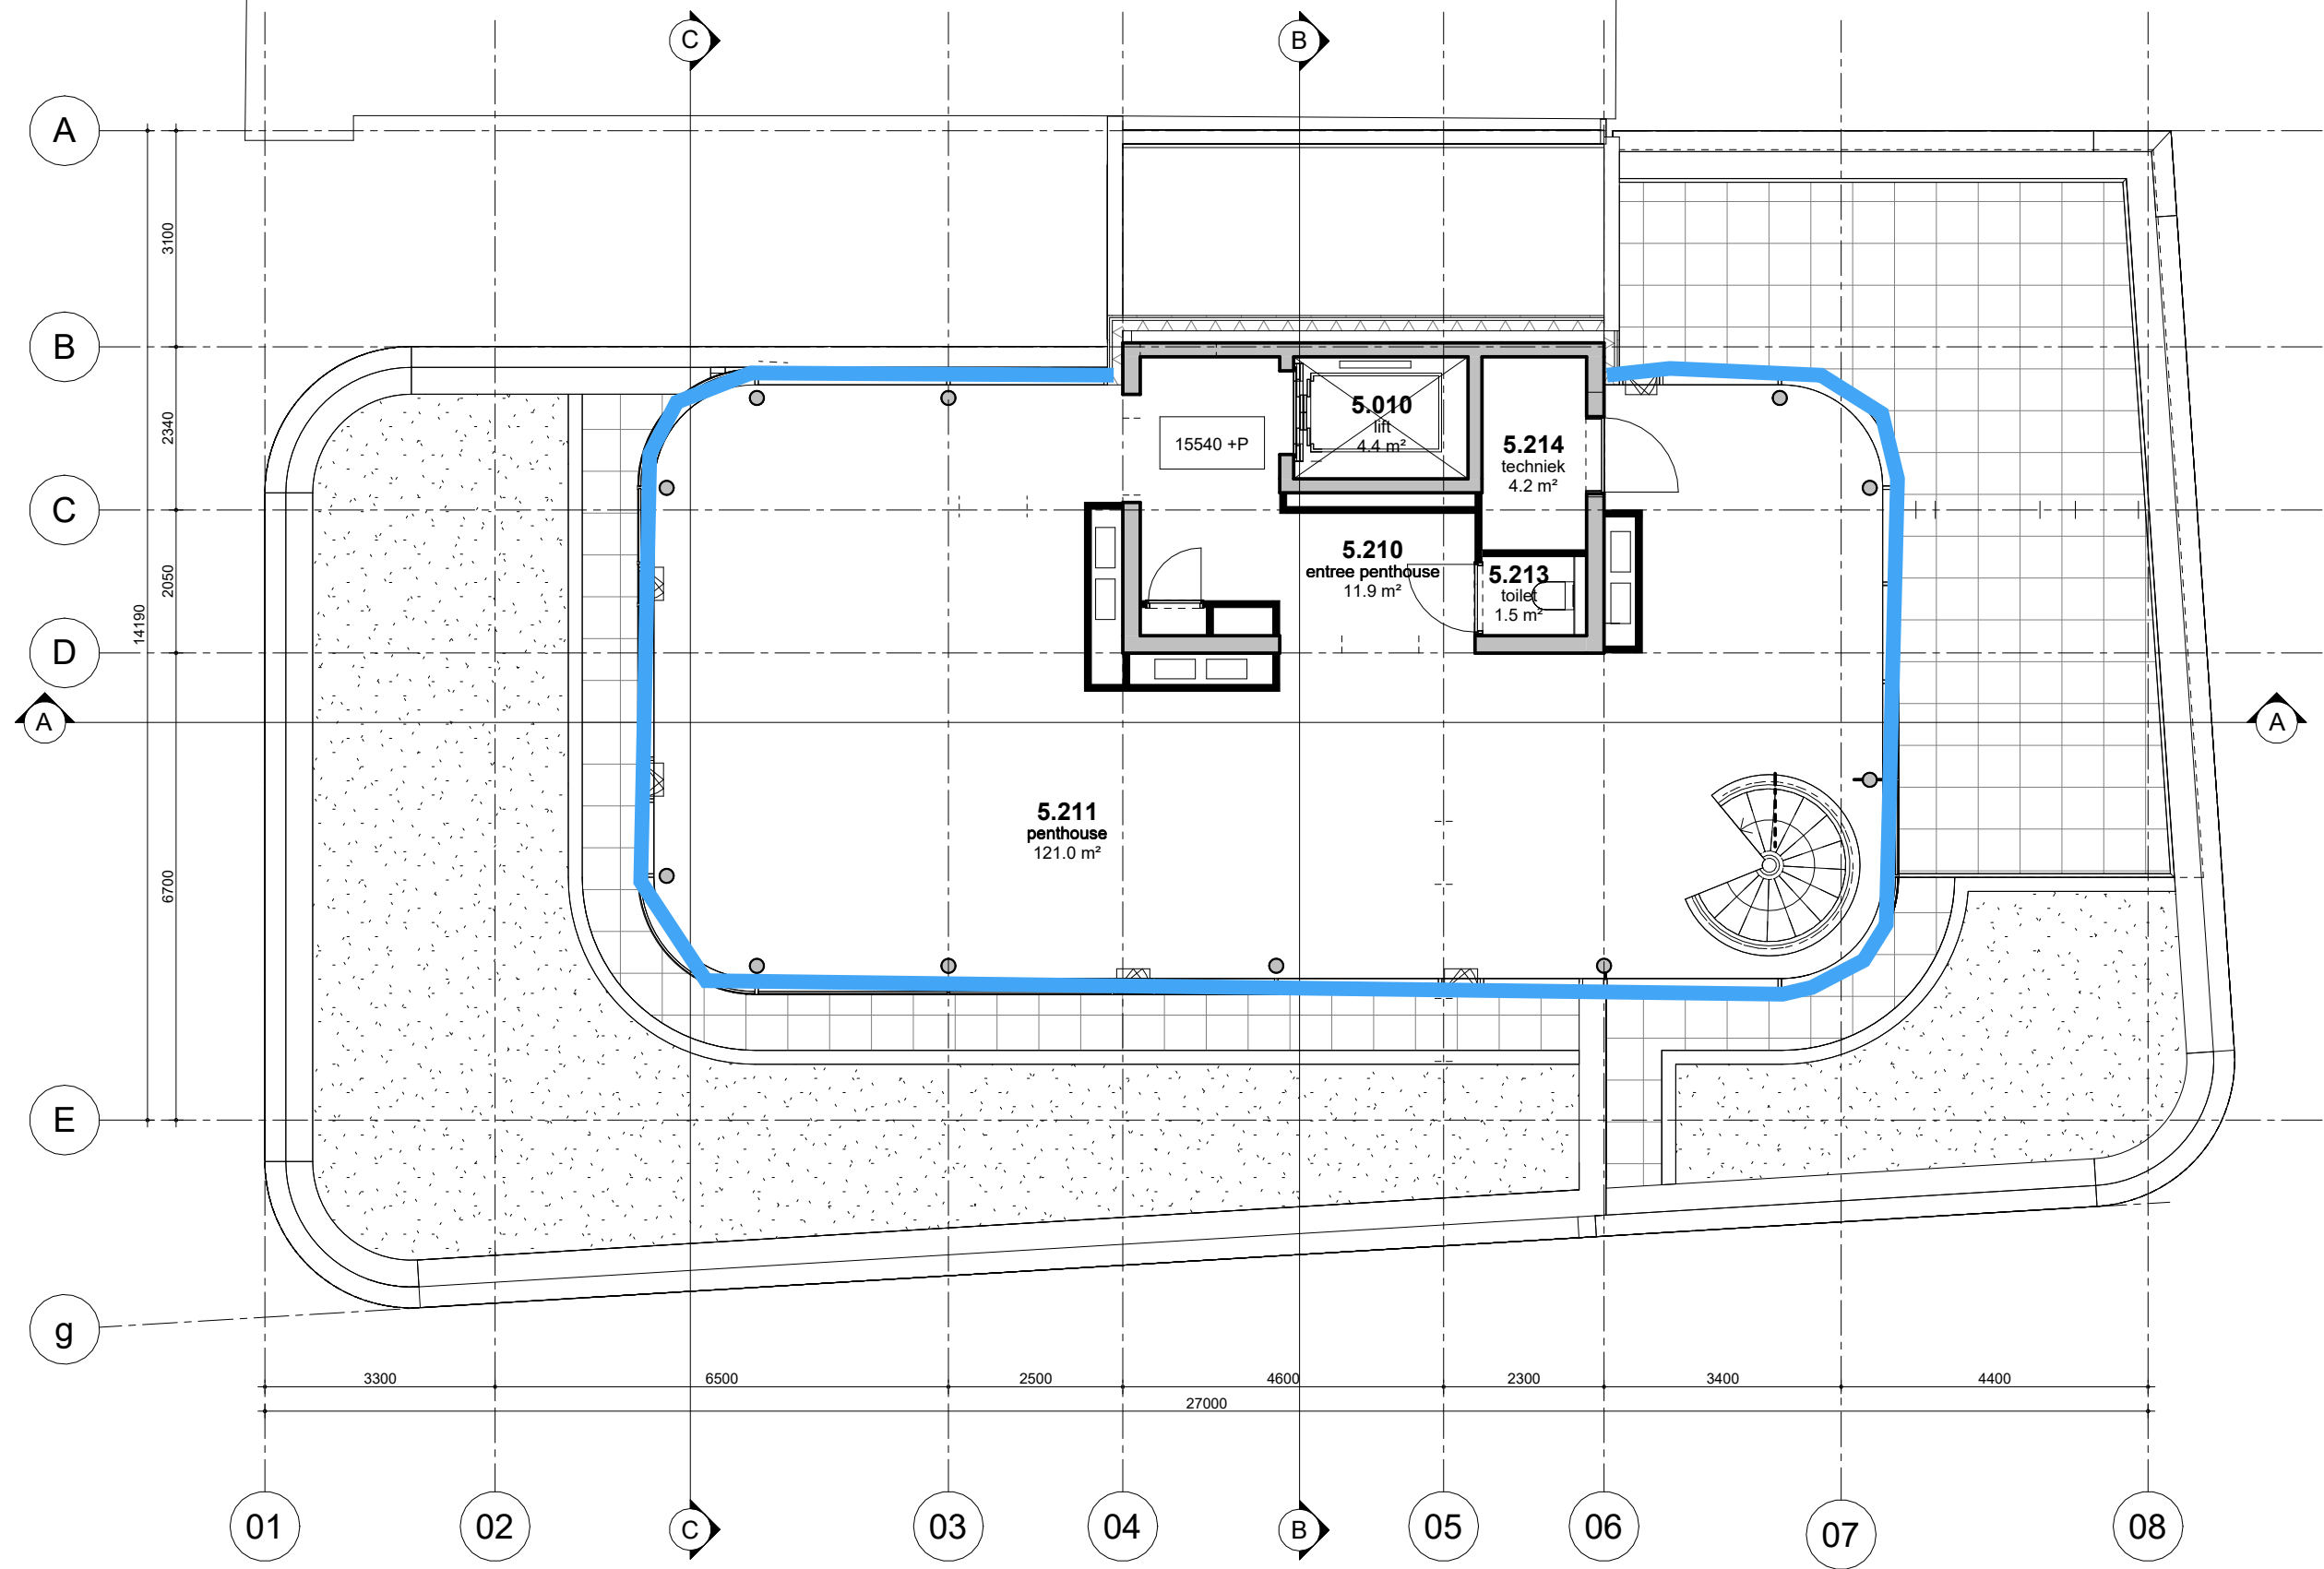 C
B
A
B
C
D
E
g
A
A
3100
2340
2050
14190
6700
15540 +P
5.010
lift
4.4 m²
5.214
techniek
4.2 m²
5.210
entree penthouse
11.9 m²
5.213
toilet
1.5 m²
5.211
penthouse
121.0 m²
3300
6500
2500
4600
2300
3400
4400
27000
01
02
C
03
04
B
05
06
07
08